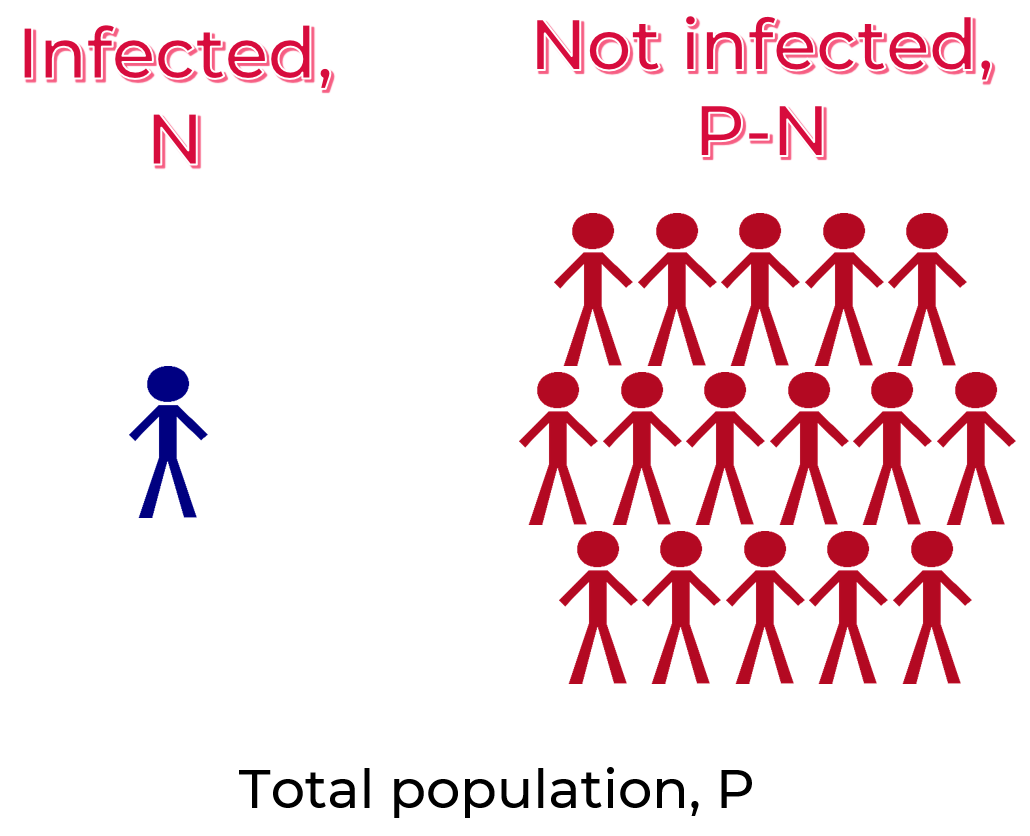 Infected,
N
Not infected,
P-N
Total population, P